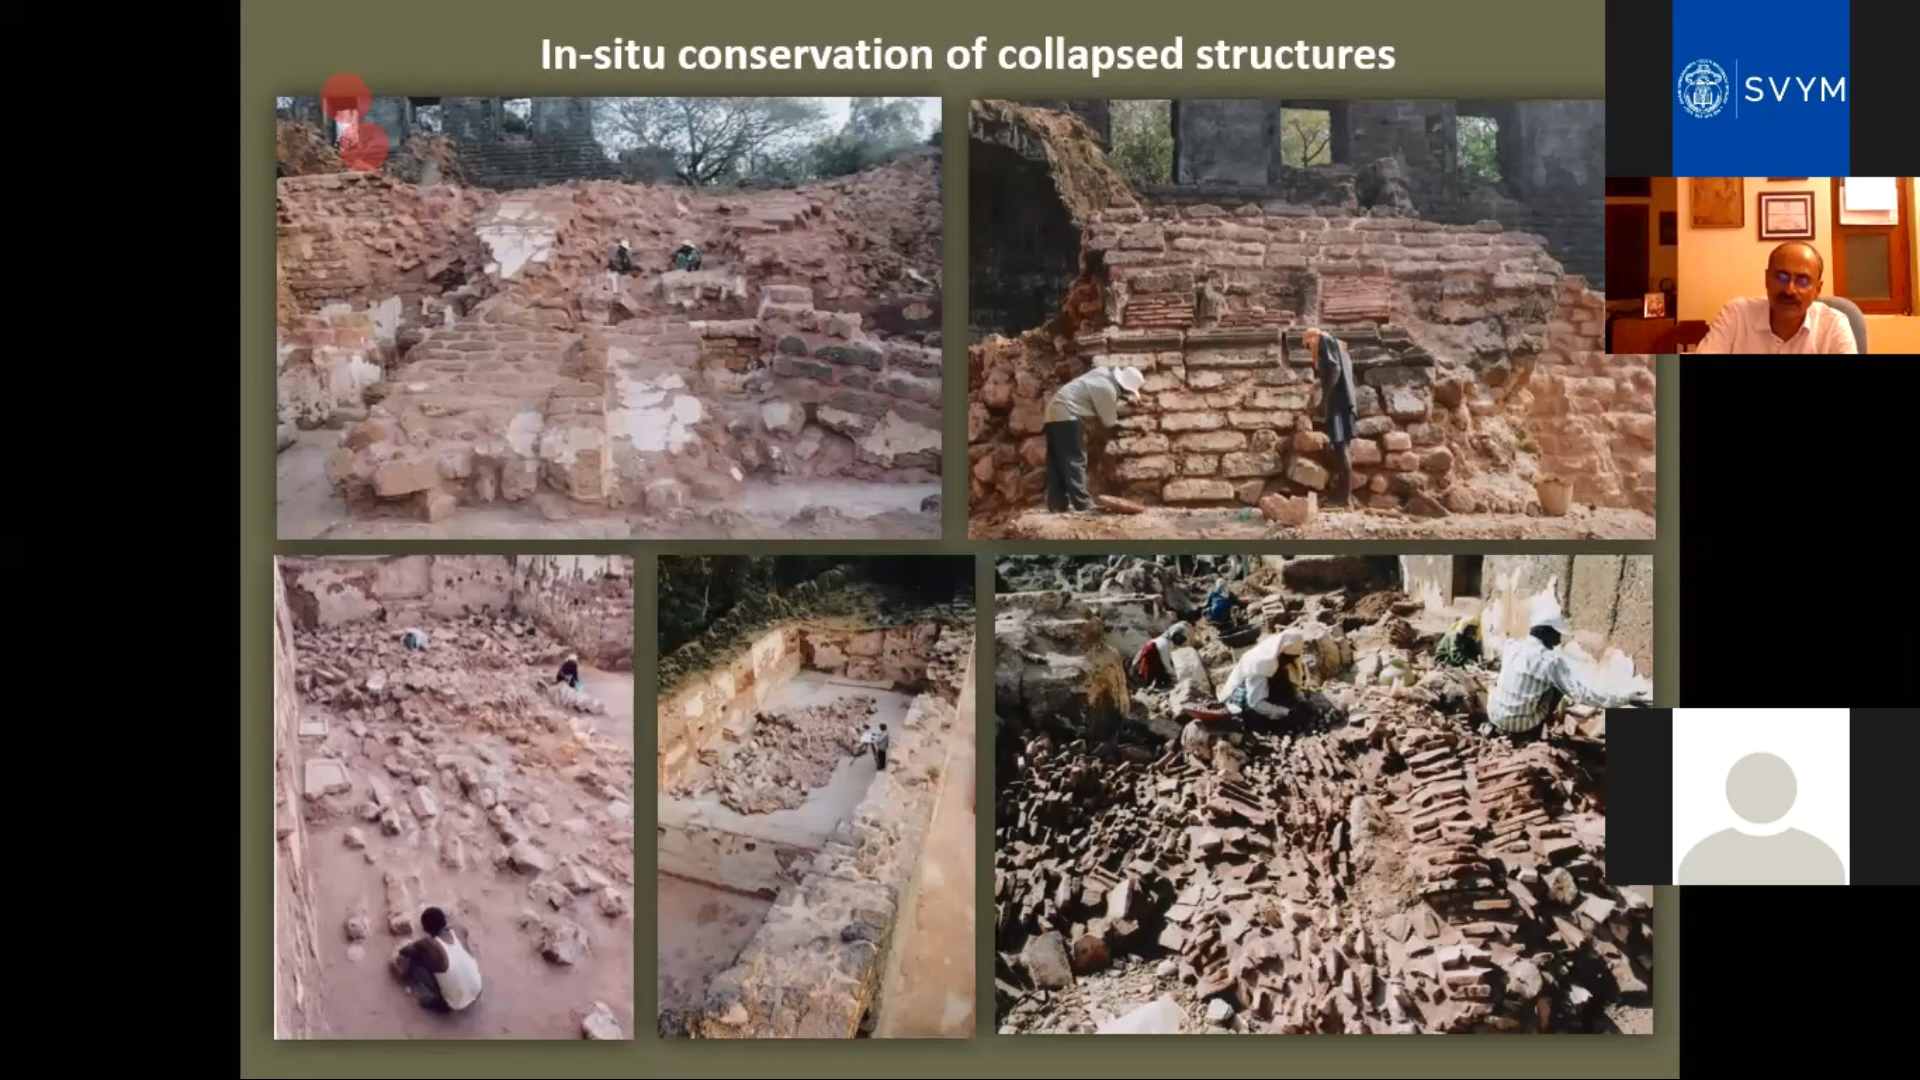 In-situ conservation of collapsed structures
SVYM